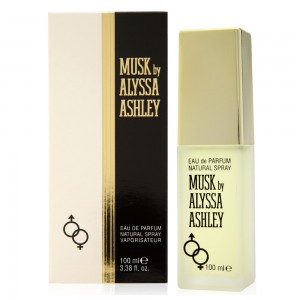 MUSK by
ALYSSA
ASHLEY
EAU DE PARFUM
NATURAL SPRAY
VAPORISATEUR
100 ml ℮
3.38 fl. oz.
EAU de PARFUM
NATURAL SPRAY
MUSK by
ALYSSA
ASHLEY
100 ml ℮